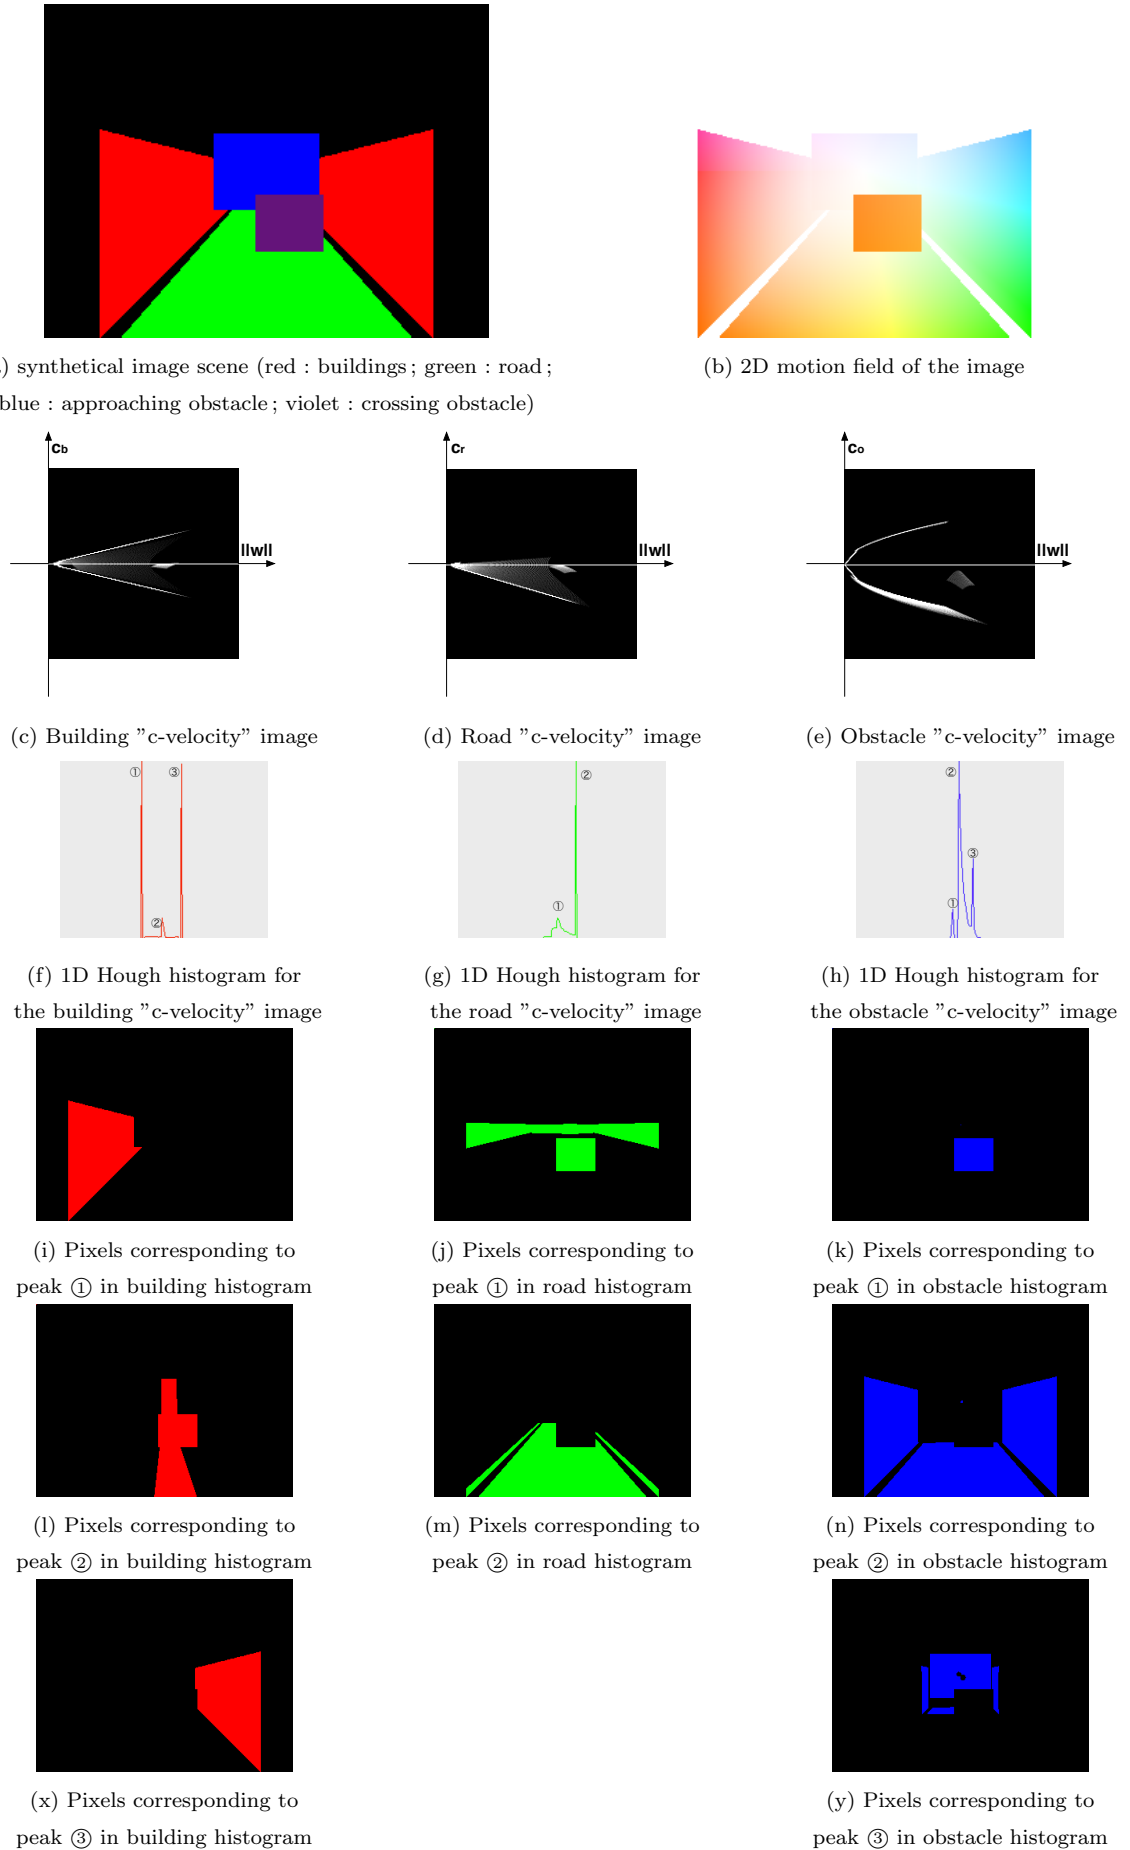 ) synthetical image scene (red : buildings ; green : road ;
blue : approaching obstacle ; violet : crossing obstacle)
(b) 2D motion field of the image
cb
||w||
cr
||w||
co
||w||
(c) Building "c-velocity" image
(d) Road "c-velocity" image
(e) Obstacle "c-velocity" image
① ③
②
②
①
②
③
①
(f) 1D Hough histogram for
the building "c-velocity" image
(g) 1D Hough histogram for
the road "c-velocity" image
(h) 1D Hough histogram for
the obstacle "c-velocity" image
(i) Pixels corresponding to
peak ① in building histogram
(j) Pixels corresponding to
peak ① in road histogram
(k) Pixels corresponding to
peak ① in obstacle histogram
(l) Pixels corresponding to
peak ② in building histogram
(m) Pixels corresponding to
peak ② in road histogram
(n) Pixels corresponding to
peak ② in obstacle histogram
(x) Pixels corresponding to
peak ③ in building histogram
(y) Pixels corresponding to
peak ③ in obstacle histogram